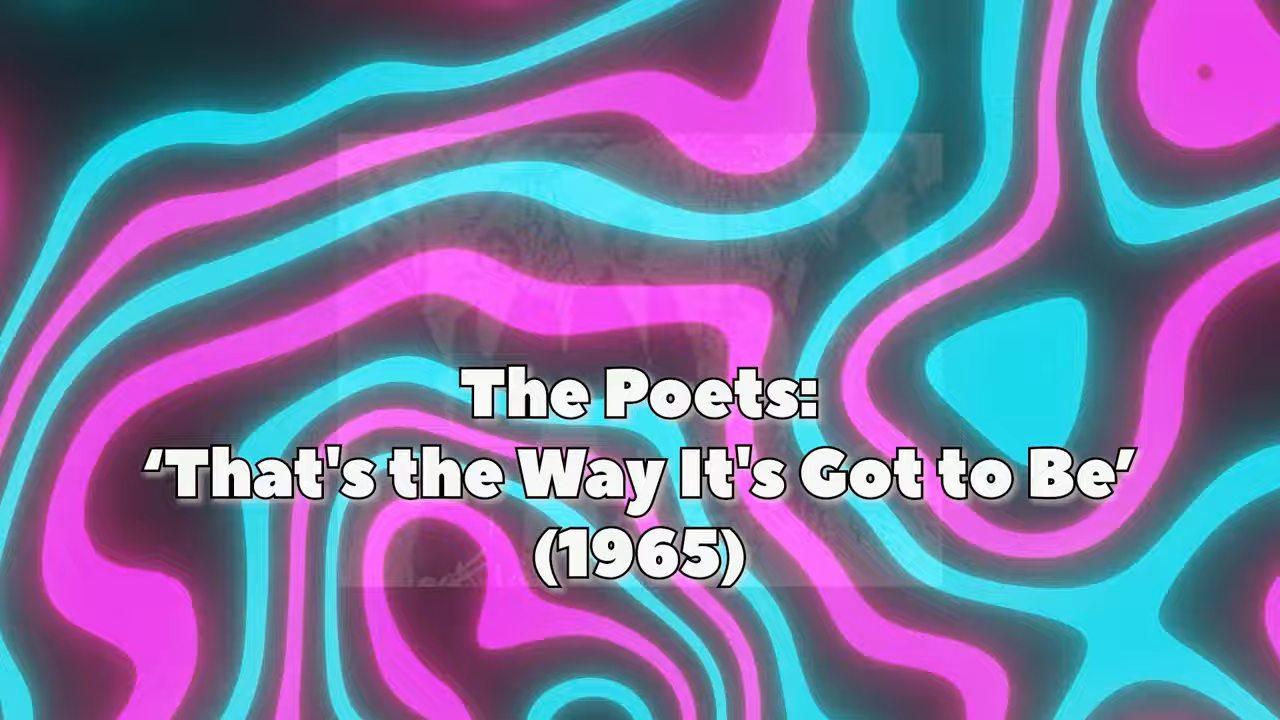 The Poets:
‘That's the Way It's Got to Be’
(1965)